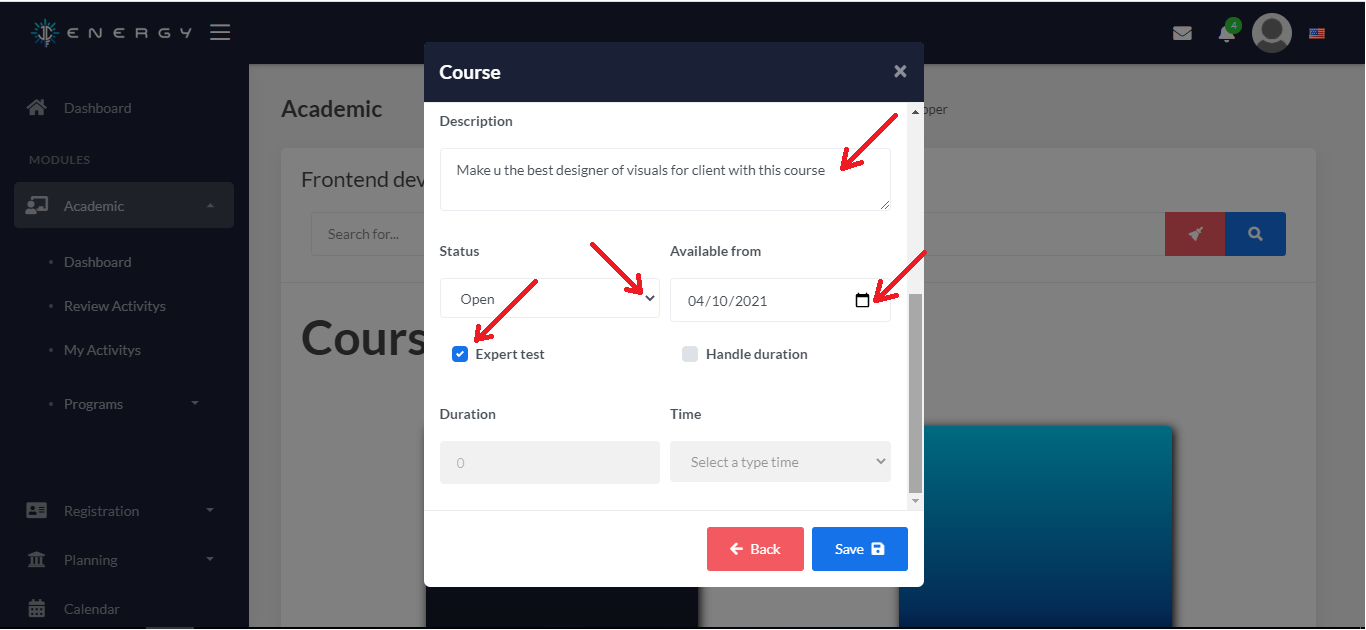 ENERGY
4
Course
×
Dashboard
Academic
oper
MODULES
Description
Make u the best designer of visuals for client with this course
Frontend dev
Academic
Search for...
Status
Available from
Dashboard
Open
04/10/2021
Review Activitys
Cours
My Activitys
Expert test
Handle duration
Programs
Duration
Time
0
Select a type time
Registration
Back
Save
Planning
Calendar